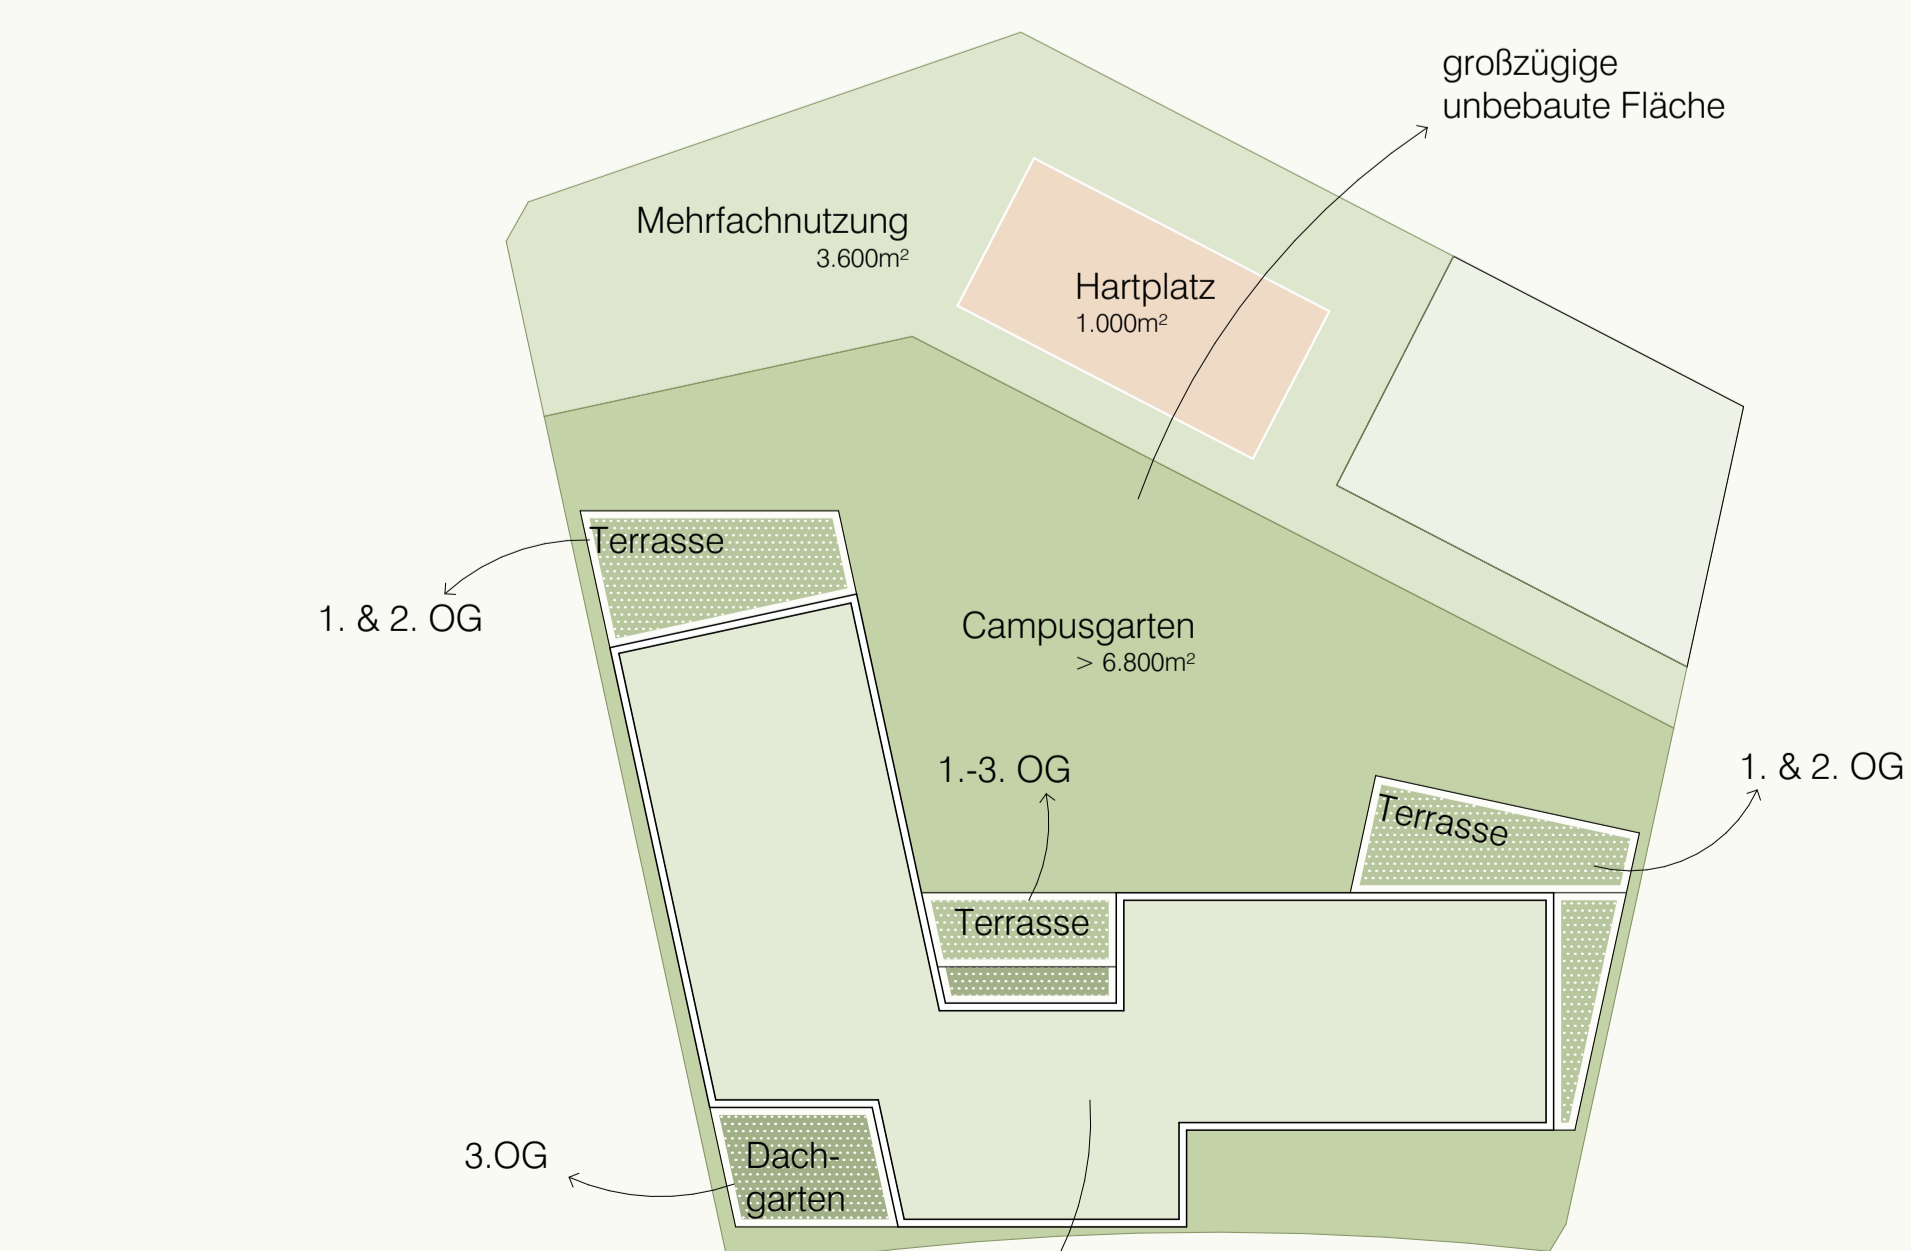 großzügige
unbebaute Fläche
Mehrfachnutzung
3.600m²
Hartplatz
1.000m²
Terrasse
1. & 2. OG
Campusgarten
> 6.800m²
1.-3. OG
1. & 2. OG
Terrasse
Terrasse
3.OG
Dach-
garten